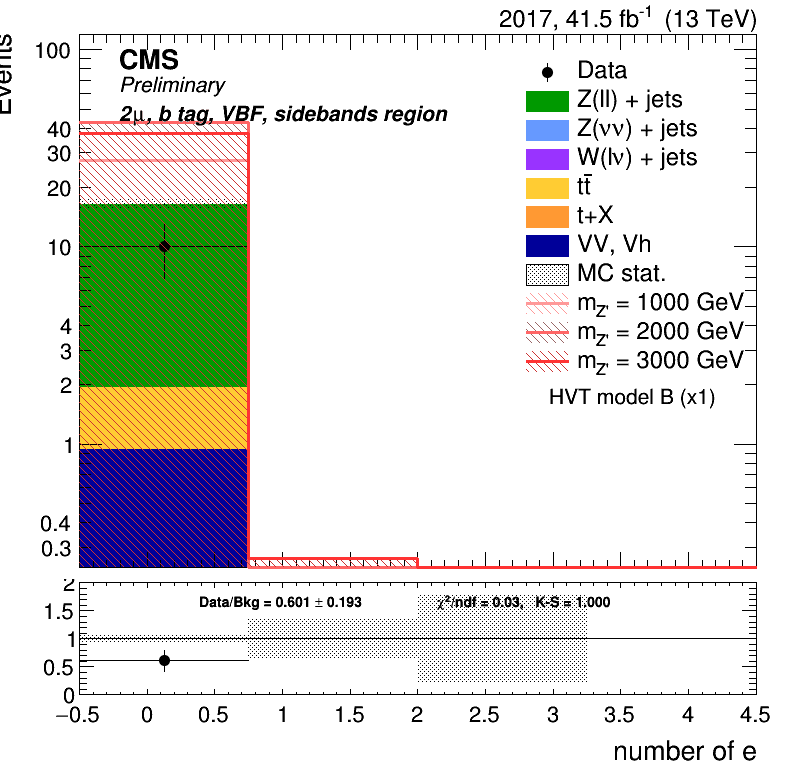 2017, 41.5 fb⁻¹ (13 TeV)
Events
CMS
Preliminary
2μ, b tag, VBF, sidebands region
Data
Z(ll) + jets
Z(νν) + jets
W(lν) + jets
tt̄
t+X
VV, Vh
MC stat.
m_Z' = 1000 GeV
m_Z' = 2000 GeV
m_Z' = 3000 GeV
HVT model B (x1)
100
40
30
20
10
4
3
2
1
0.4
0.3
Data/Bkg = 0.601 ± 0.193
χ²/ndf = 0.03, K-S = 1.000
2
1.5
1
0.5
0
−0.5 0 0.5 1 1.5 2 2.5 3 3.5 4 4.5
number of e